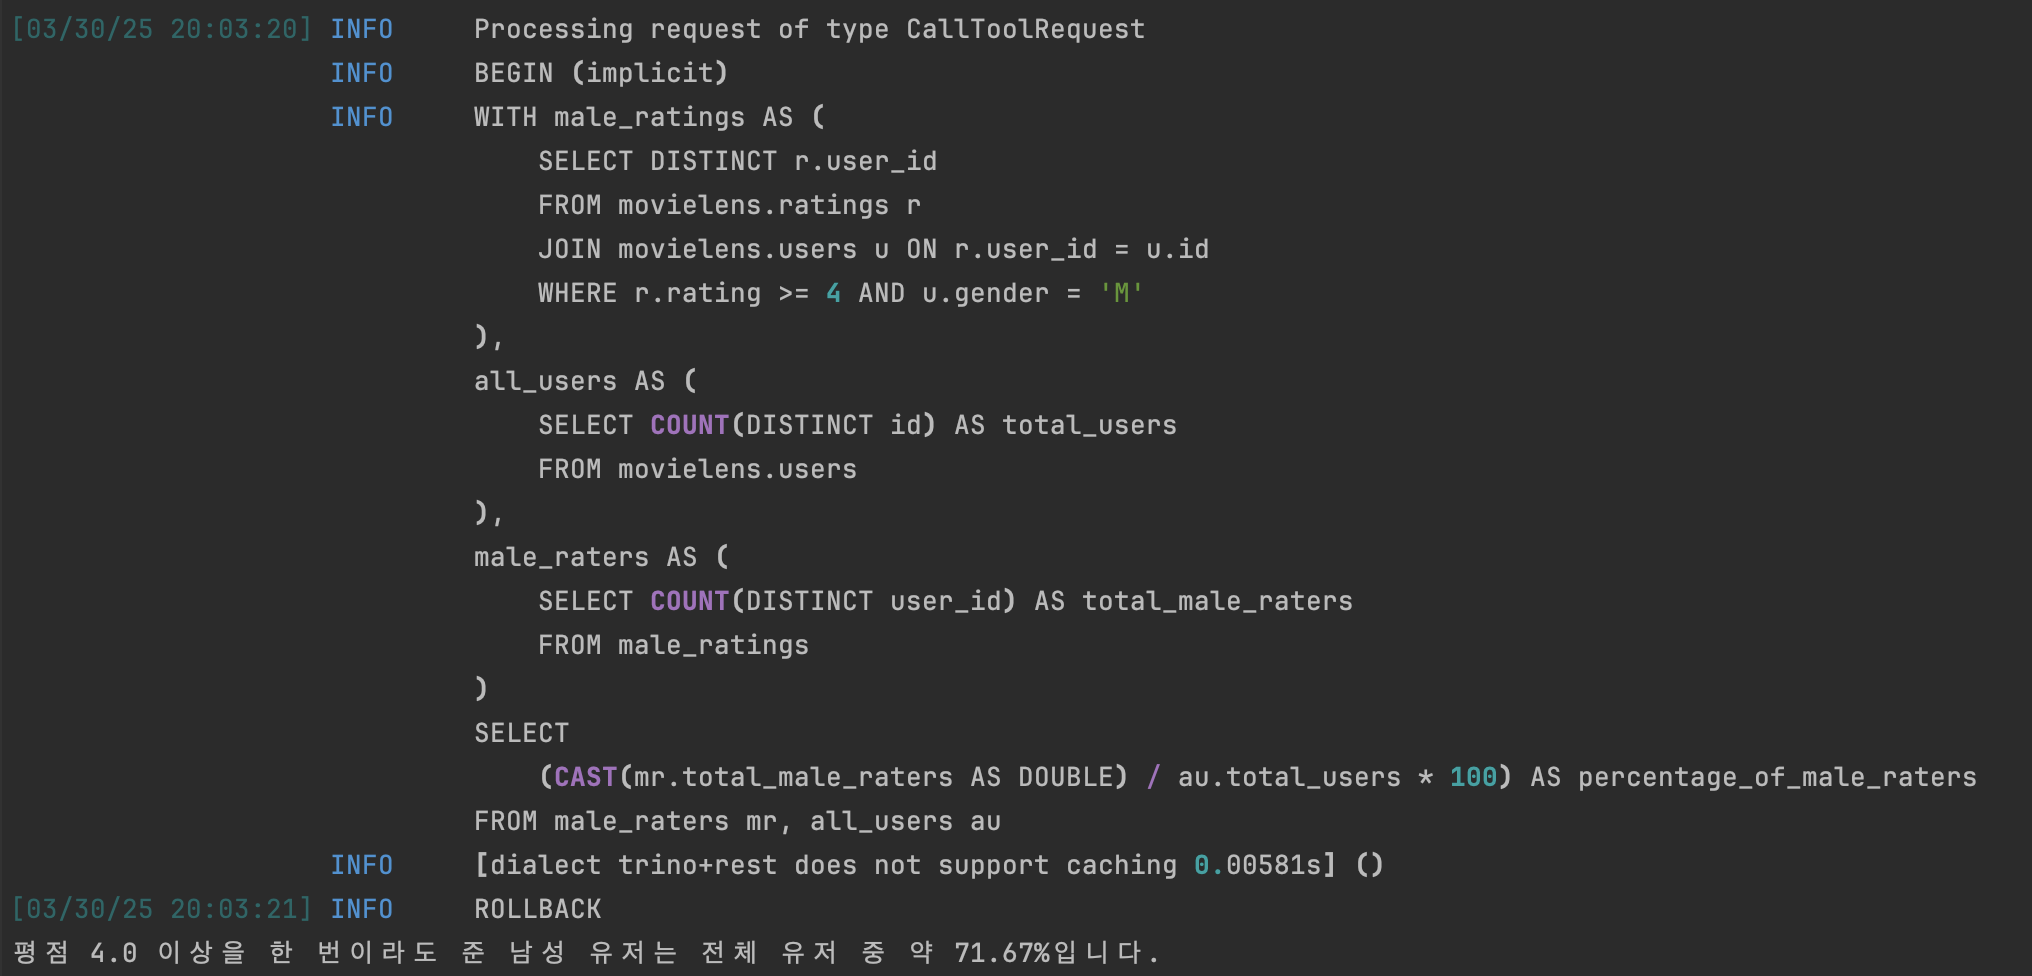 [03/30/25 20:03:20] INFO     Processing request of type CallToolRequest
                    INFO     BEGIN (implicit)
                    INFO     WITH male_ratings AS (
                                 SELECT DISTINCT r.user_id
                                 FROM movielens.ratings r
                                 JOIN movielens.users u ON r.user_id = u.id
                                 WHERE r.rating >= 4 AND u.gender = 'M'
                             ),
                             all_users AS (
                                 SELECT COUNT(DISTINCT id) AS total_users
                                 FROM movielens.users
                             ),
                             male_raters AS (
                                 SELECT COUNT(DISTINCT user_id) AS total_male_raters
                                 FROM male_ratings
                             )
                             SELECT
                                 (CAST(mr.total_male_raters AS DOUBLE) / au.total_users * 100) AS percentage_of_male_raters
                             FROM male_raters mr, all_users au
                    INFO     [dialect trino+rest does not support caching 0.00581s] ()
[03/30/25 20:03:21] INFO     ROLLBACK
평점 4.0 이상을 한 번이라도 준 남성 유저는 전체 유저 중 약 71.67%입니다.